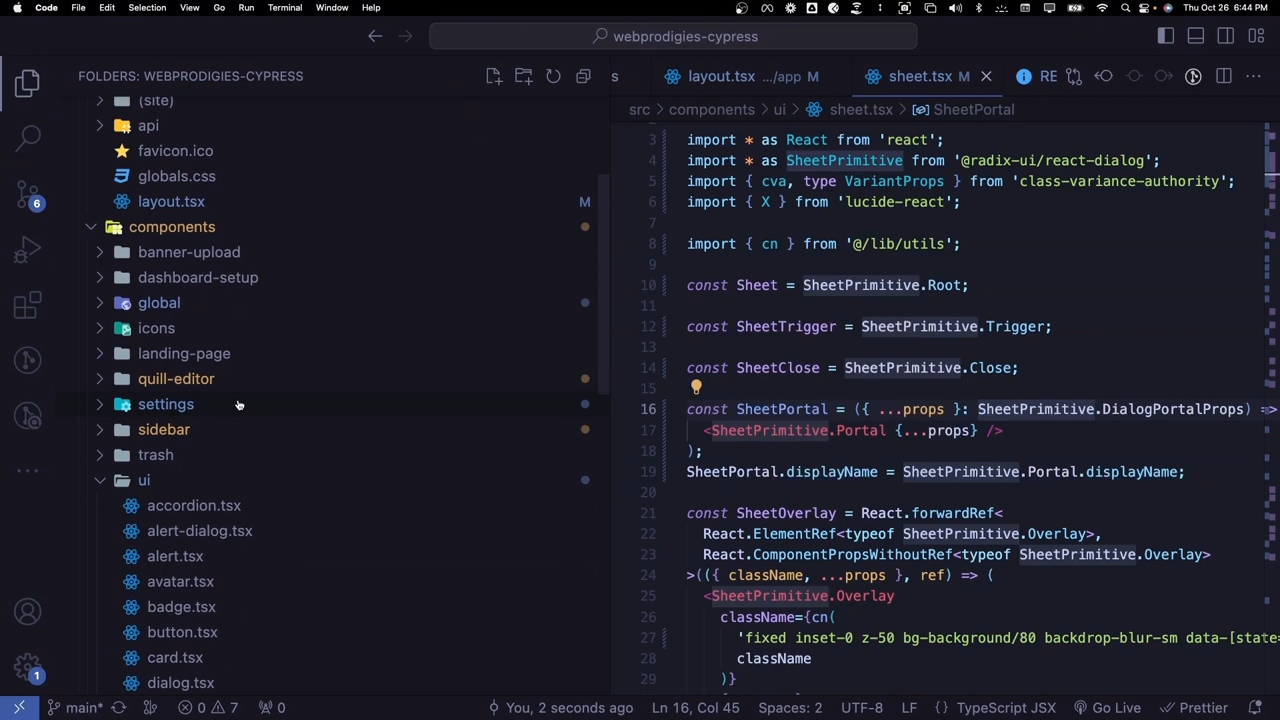 Code File Edit Selection View Go Run Terminal Window Help Thu Oct 26 6:44 PM
webprodigies-cypress
FOLDERS: WEBPRODIGIES-CYPRESS
(site)
api
favicon.ico
globals.css
layout.tsx M
components
banner-upload
dashboard-setup
global
icons
landing-page
quill-editor
settings
sidebar
trash
ui
accordion.tsx
alert-dialog.tsx
alert.tsx
avatar.tsx
badge.tsx
button.tsx
card.tsx
dialog.tsx
6
1
s layout.tsx .../app M sheet.tsx M RE
src > components > ui > sheet.tsx > SheetPortal
3 import * as React from 'react';
4 import * as SheetPrimitive from '@radix-ui/react-dialog';
5 import { cva, type VariantProps } from 'class-variance-authority';
6 import { X } from 'lucide-react';
7
8 import { cn } from '@/lib/utils';
9
10 const Sheet = SheetPrimitive.Root;
11
12 const SheetTrigger = SheetPrimitive.Trigger;
13
14 const SheetClose = SheetPrimitive.Close;
15
16 const SheetPortal = ({ ...props }: SheetPrimitive.DialogPortalProps) =>
17 <SheetPrimitive.Portal {...props} />
18 );
19 SheetPortal.displayName = SheetPrimitive.Portal.displayName;
20
21 const SheetOverlay = React.forwardRef<
22 React.ElementRef<typeof SheetPrimitive.Overlay>,
23 React.ComponentPropsWithoutRef<typeof SheetPrimitive.Overlay>
24 >(({ className, ...props }, ref) => (
25 <SheetPrimitive.Overlay
26 className={cn(
27 'fixed inset-0 z-50 bg-background/80 backdrop-blur-sm data-[state=
28 className
29 )}
main* 0 7 0 You, 2 seconds ago Ln 16, Col 45 Spaces: 2 UTF-8 LF {} TypeScript JSX Go Live Prettier